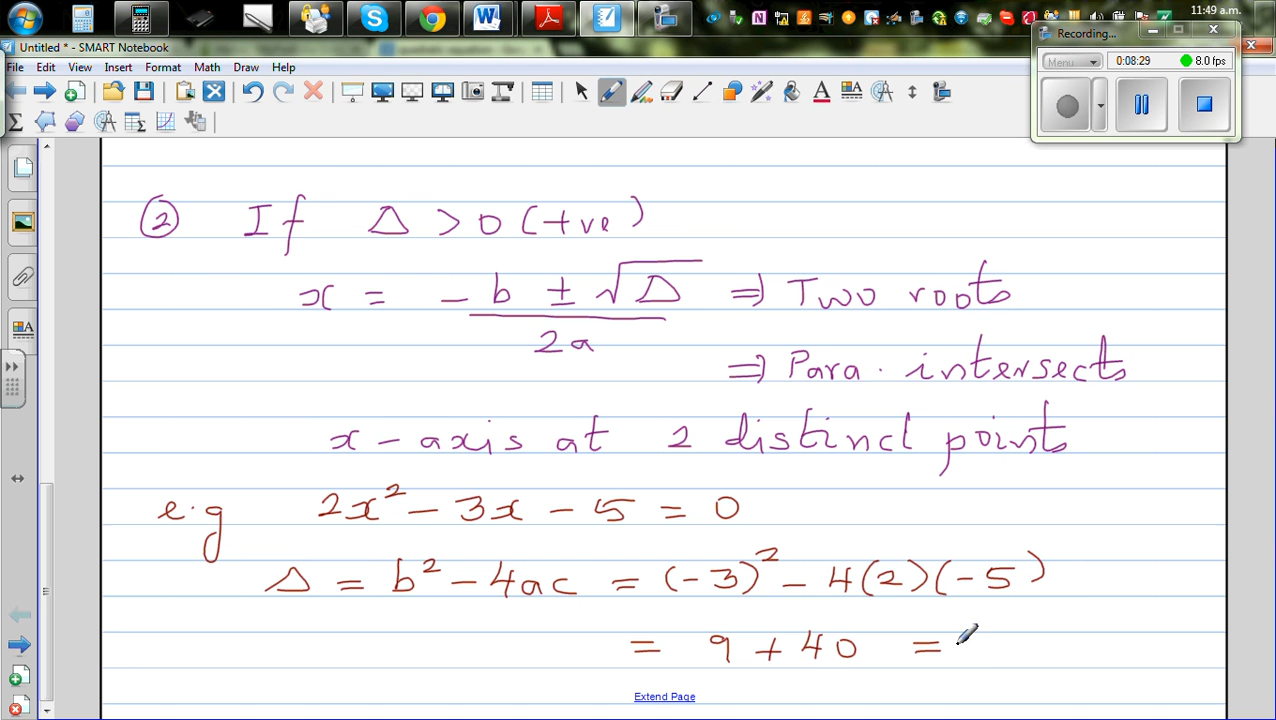 11:49 a.m.
Untitled * - SMART Notebook
Recording...
File Edit View Insert Format Math Draw Help
Menu 0:08:29 8.0 fps
② If Δ > 0 (+ve)
x = -b ± √Δ ⇒ Two roots
2a
⇒ Para. intersects
x-axis at 2 distinct points
e.g 2x² - 3x - 5 = 0
Δ = b² - 4ac = (-3)² - 4(2)(-5)
= 9 + 40 =
Extend Page